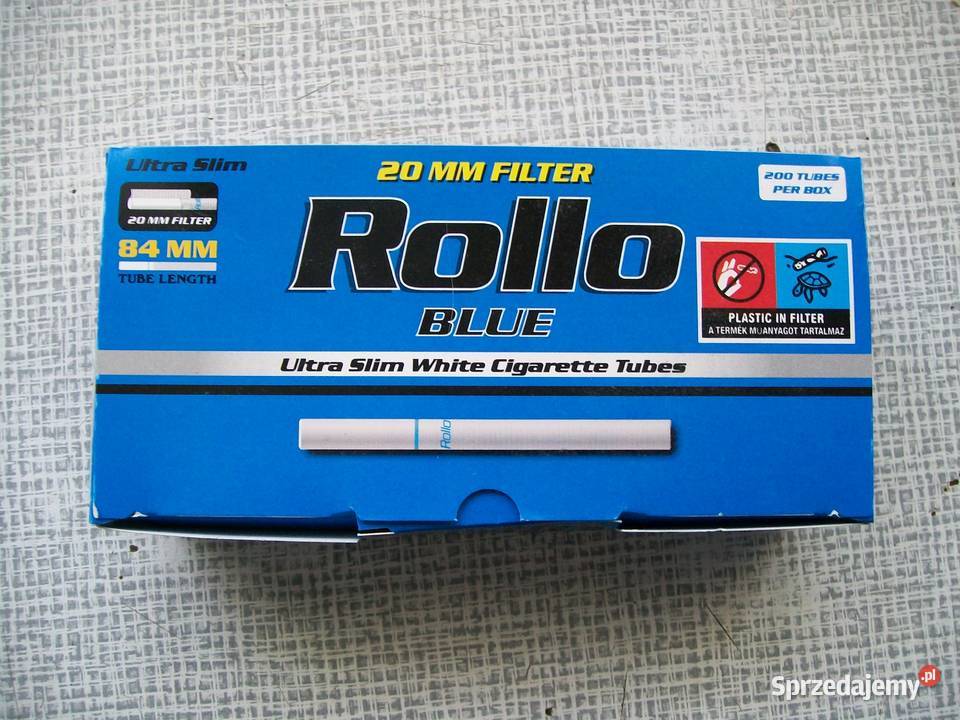 Ultra Slim
20 MM FILTER
84 MM
TUBE LENGTH
20 MM FILTER
Rollo
BLUE
200 TUBES
PER BOX
PLASTIC IN FILTER
A TERMÉK MŰANYAGOT TARTALMAZ
Ultra Slim White Cigarette Tubes
Rollo
Sprzedajemy.pl